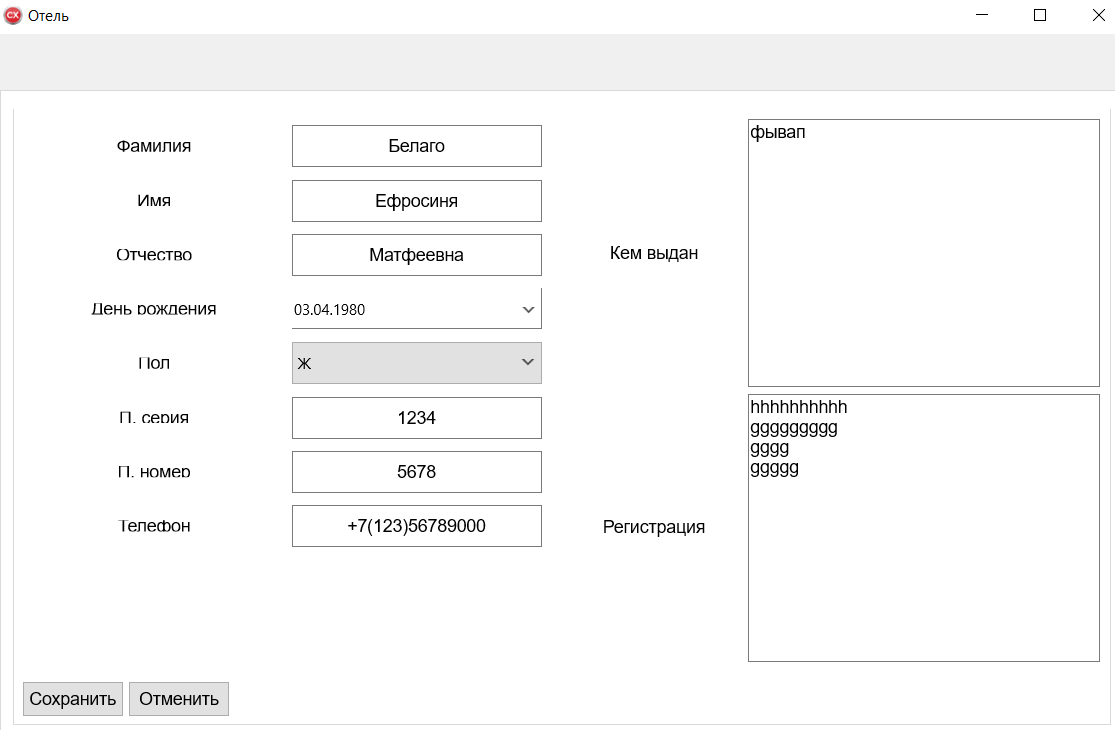 CX Отель
Фамилия Белаго
Имя Ефросиня
Отчество Матфеевна
День рождения 03.04.1980
Пол Ж
П. серия 1234
П. номер 5678
Телефон +7(123)56789000
Кем выдан
фывап
Регистрация
hhhhhhhhhh
ggggggggg
gggg
ggggg
Сохранить Отменить